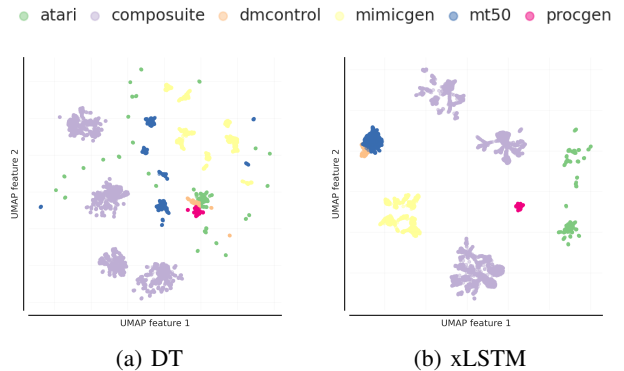 atari composuite dmcontrol mimicgen mt50 procgen
UMAP feature 2
UMAP feature 1
(a) DT
UMAP feature 2
UMAP feature 1
(b) xLSTM